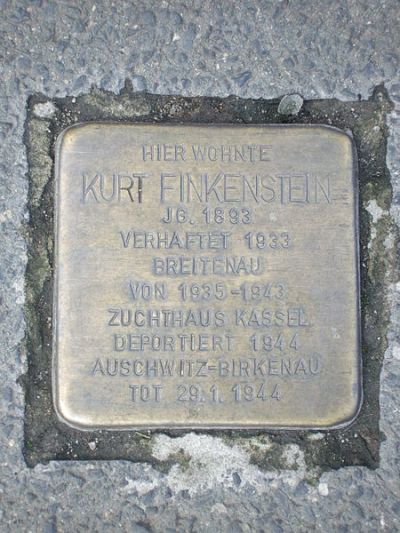 HIER WOHNTE
KURT FINKENSTEIN
JG. 1893
VERHAFTET 1933
BREITENAU
VON 1935-1943
ZUCHTHAUS KASSEL
DEPORTIERT 1944
AUSCHWITZ-BIRKENAU
TOT 29.1.1944